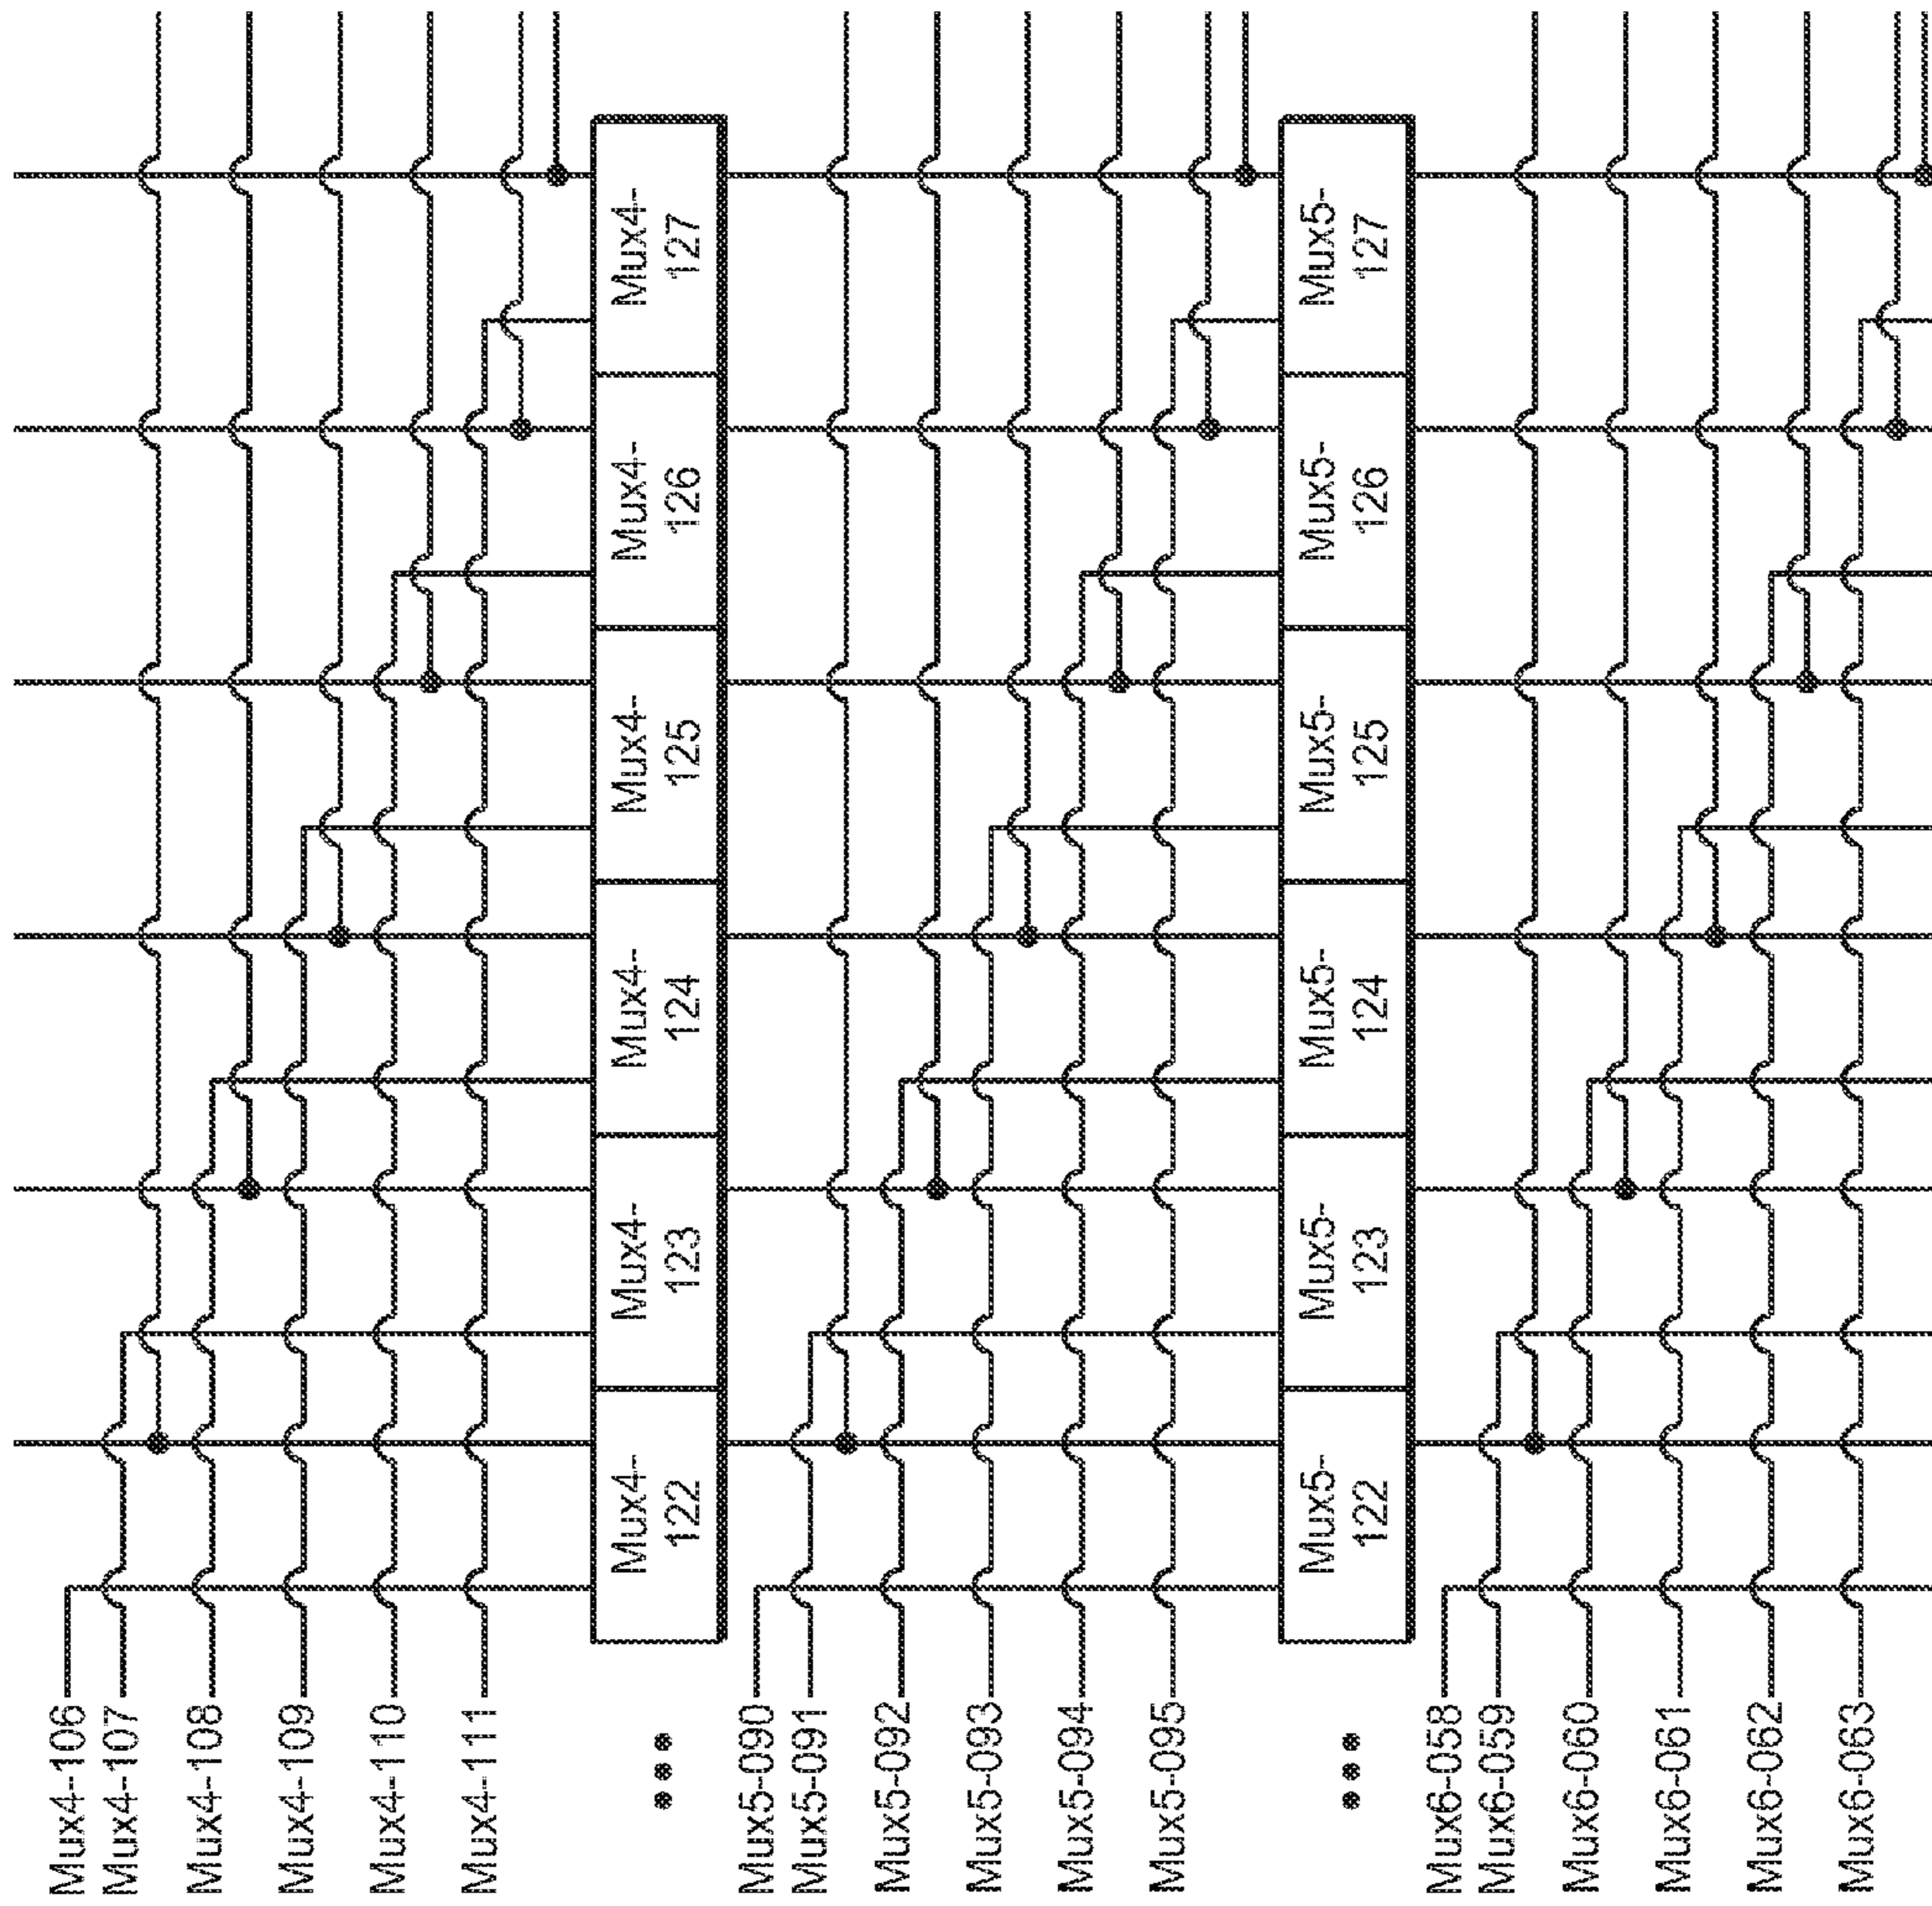 Mux4-106
Mux4-107
Mux4-108
Mux4-109
Mux4-110
Mux4-111
Mux4-
122
Mux4-
123
Mux4-
124
Mux4-
125
Mux4-
126
Mux4-
127
Mux5-090
Mux5-091
Mux5-092
Mux5-093
Mux5-094
Mux5-095
Mux5-
122
Mux5-
123
Mux5-
124
Mux5-
125
Mux5-
126
Mux5-
127
Mux6-058
Mux6-059
Mux6-060
Mux6-061
Mux6-062
Mux6-063